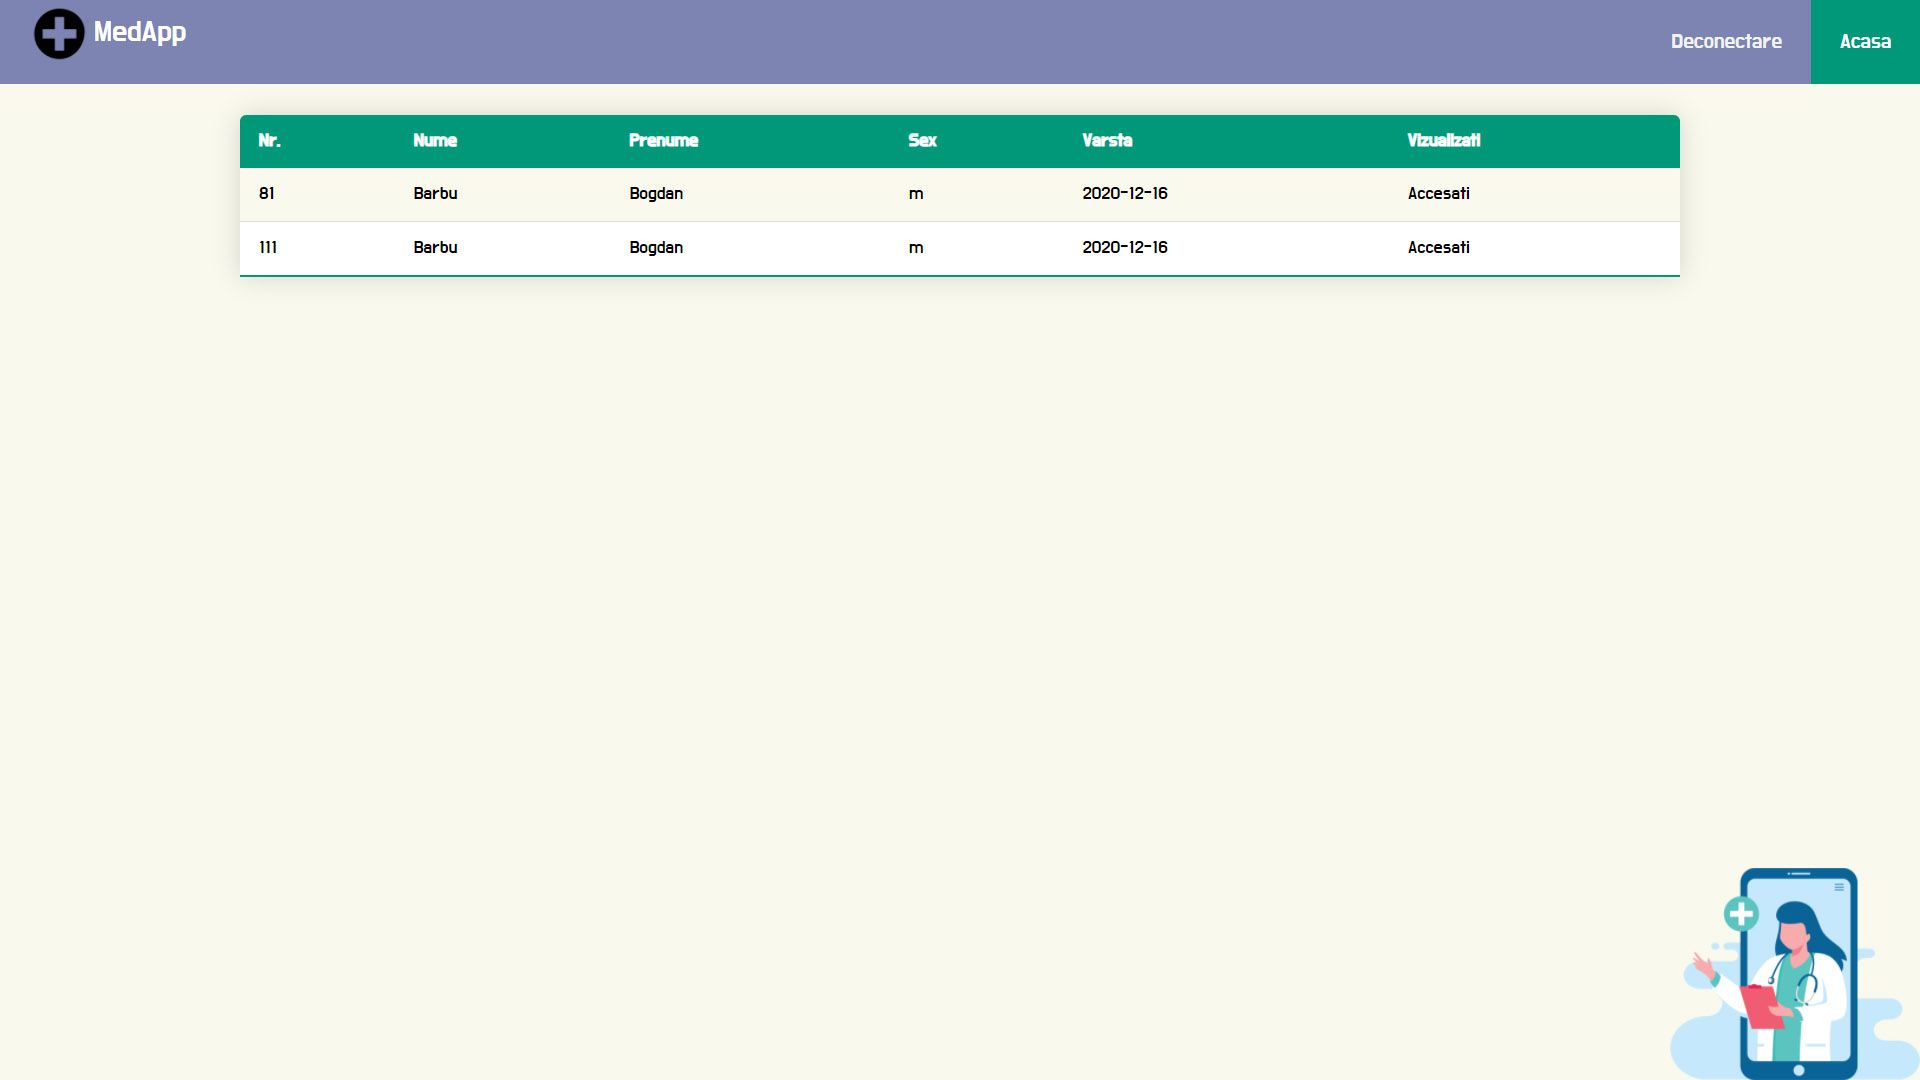 MedApp
Deconectare Acasa
Nr. Nume Prenume Sex Varsta Vizualizati
81 Barbu Bogdan m 2020-12-16 Accesati
111 Barbu Bogdan m 2020-12-16 Accesati